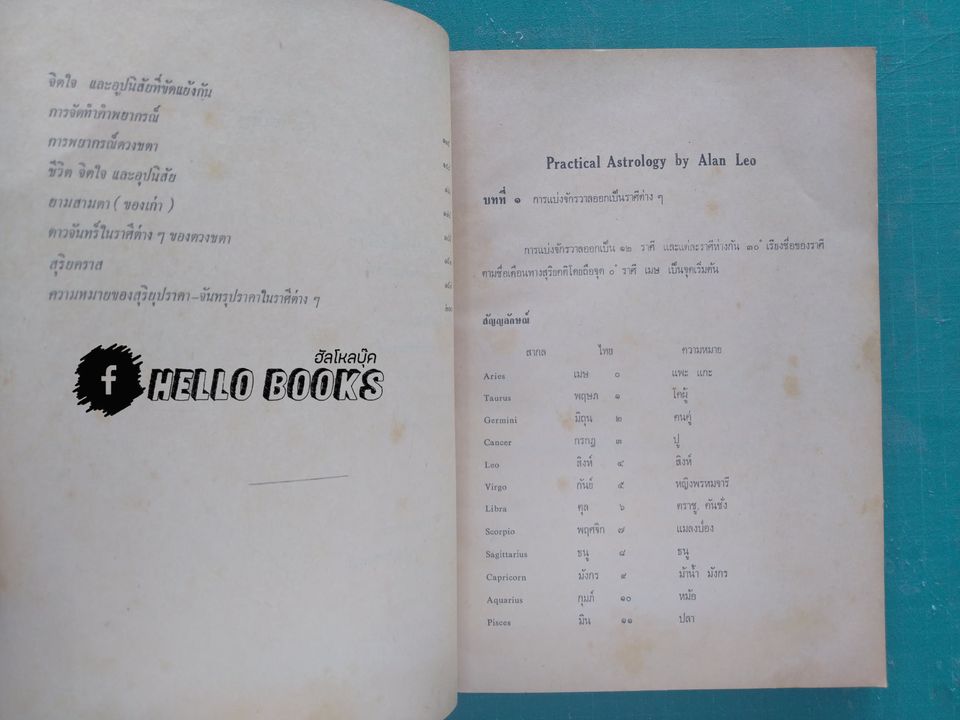 จิตใจ และอุปนิสัยที่ขัดแย้งกัน
การจัดทำคำพยากรณ์
การพยากรณ์ดวงชตา
ชีวิต จิตใจ และอุปนิสัย
ยามสามตา ( ของเก่า )
ดาวจันทร์ในราศีต่าง ๆ ของดวงชตา
สุริยคราส
ความหมายของสุริยุปราคา-จันทรุปราคาในราศีต่าง ๆ
ฮัลโหลบุ๊ค
f HELLO BOOKS
Practical Astrology by Alan Leo
บทที่ ๑ การแบ่งจักรวาลออกเป็นราศีต่าง ๆ
การแบ่งจักรวาลออกเป็น ๑๒ ราศี และแต่ละราศีห่างกัน ๓๐° เรียงชื่อของราศี
ตามชื่อเดือนทางสุริยคติโดยถือจุด ๐° ราศี เมษ เป็นจุดเริ่มต้น
สัญญลักษณ์
สากล ไทย ความหมาย
Aries เมษ ๐ แพะ แกะ
Taurus พฤษภ ๑ โคผู้
Germini มิถุน ๒ คนคู่
Cancer กรกฎ ๓ ปู
Leo สิงห์ ๔ สิงห์
Virgo กันย์ ๕ หญิงพรหมจารี
Libra ตุล ๖ ตราชู, คันชั่ง
Scorpio พฤศจิก ๗ แมลงป่อง
Sagittarius ธนู ๘ ธนู
Capricorn มังกร ๙ ม้าน้ำ มังกร
Aquarius กุมภ์ ๑๐ หม้อ
Pisces มีน ๑๑ ปลา